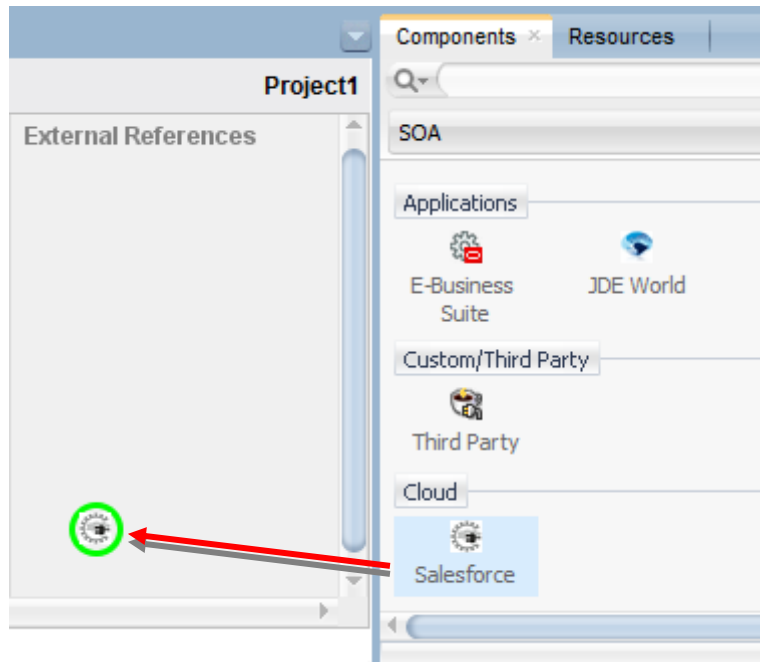 Components
Resources
Project1
External References
SOA
Applications
E-Business
Suite
JDE World
Custom/Third Party
Third Party
Cloud
Salesforce